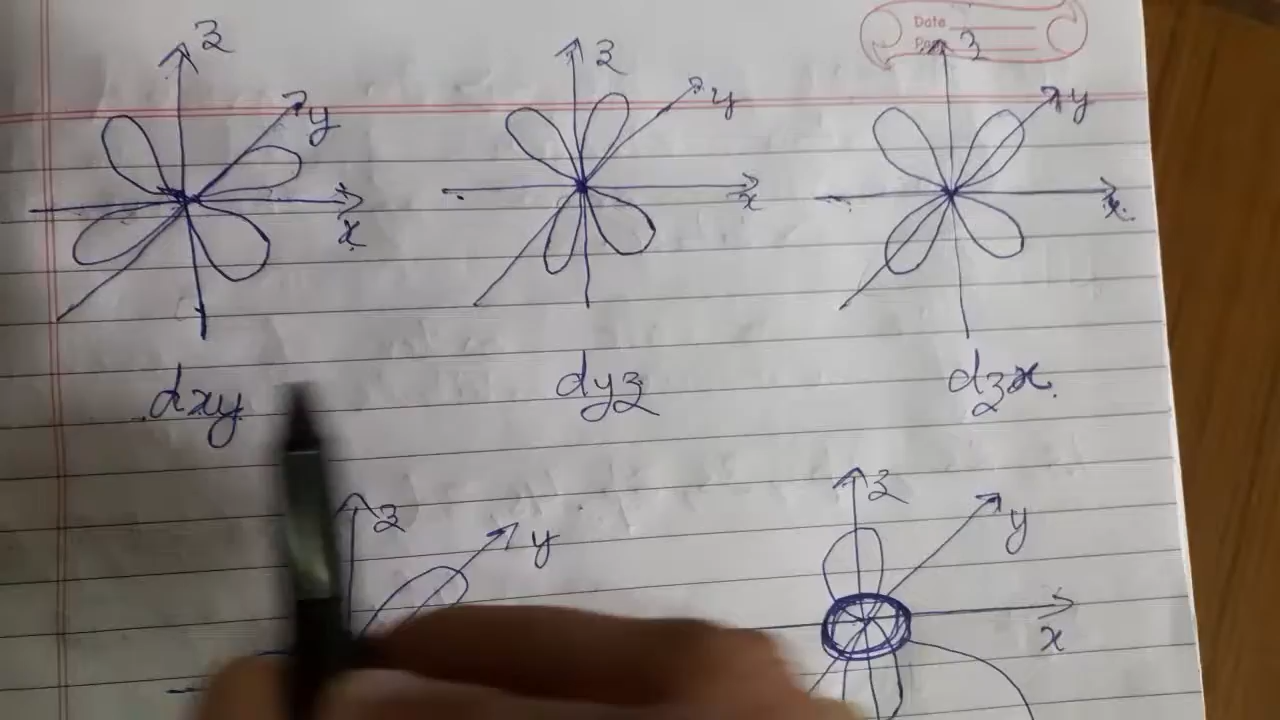 Date
z z z
y y y
x x x
dxy dyz dzx
z z
y y
x